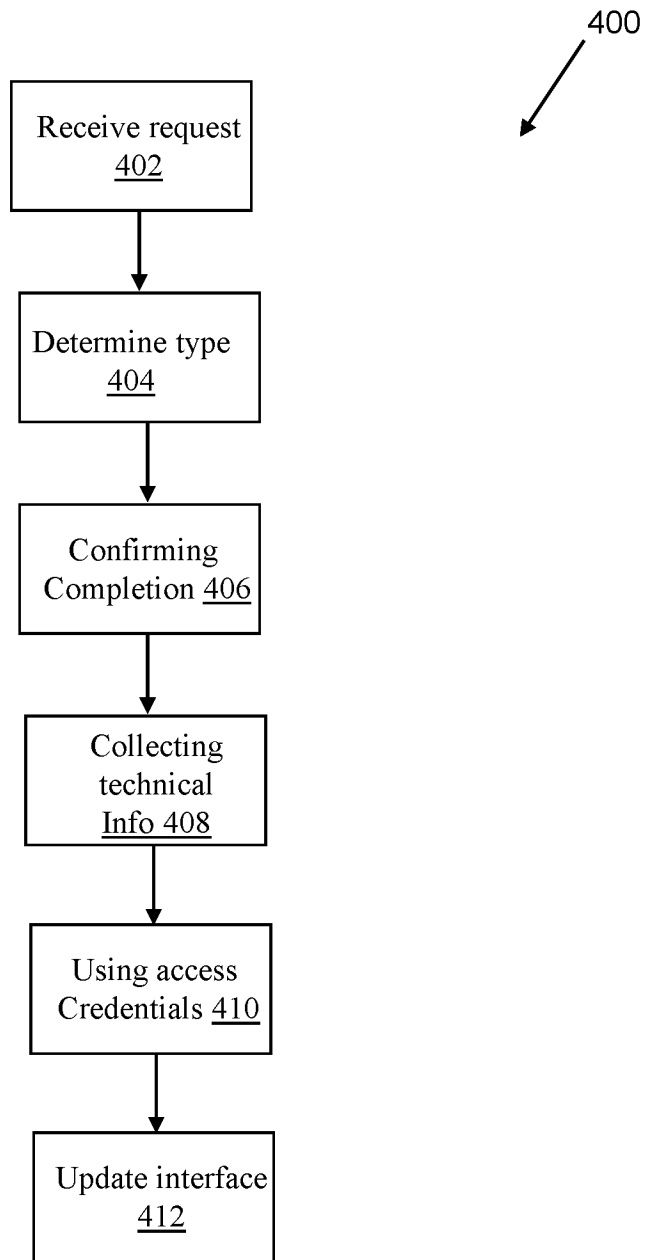 400
Receive request
402
Determine type
404
Confirming
Completion 406
Collecting
technical
Info 408
Using access
Credentials 410
Update interface
412